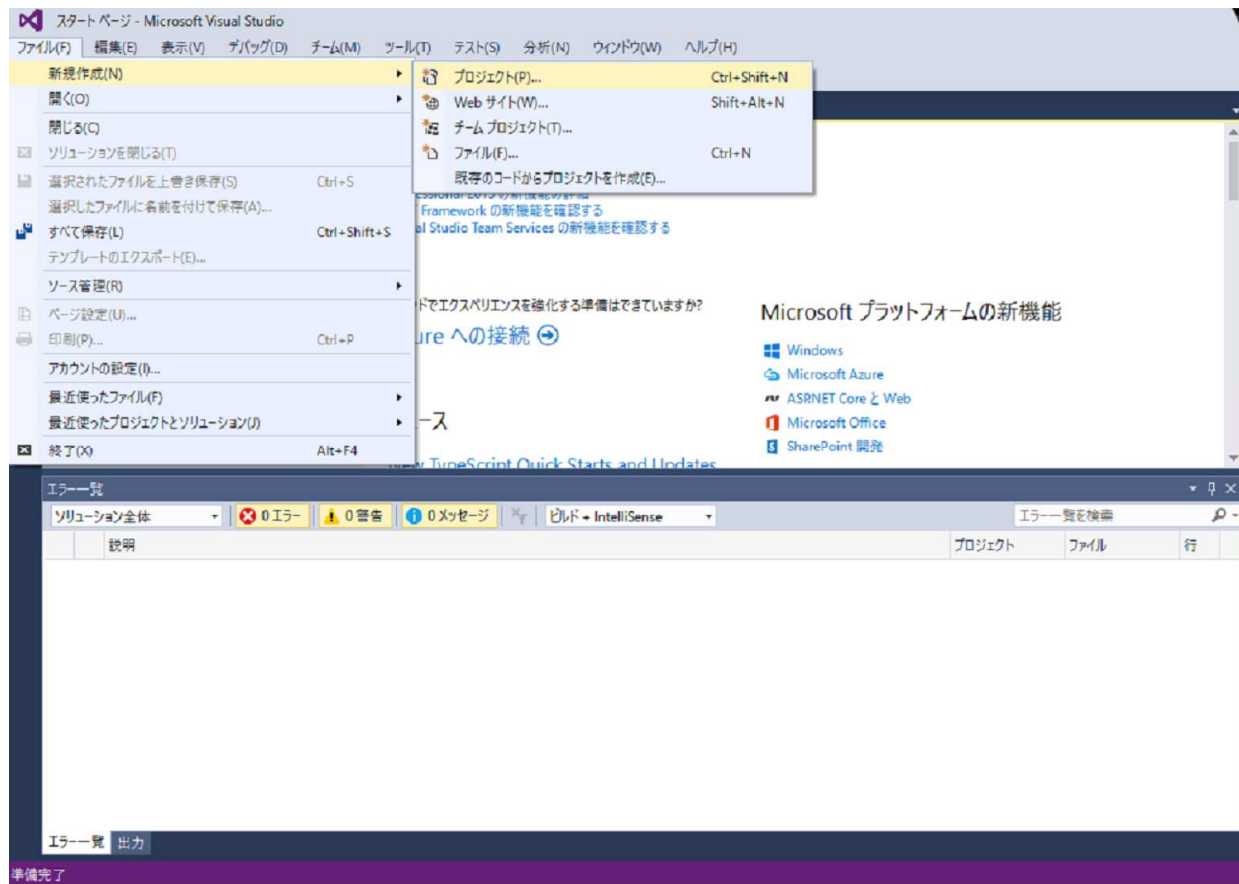 スタート ページ - Microsoft Visual Studio
ファイル(F) 編集(E) 表示(V) デバッグ(D) チーム(M) ツール(T) テスト(S) 分析(N) ウィンドウ(W) ヘルプ(H)
新規作成(N)
開く(O)
閉じる(C)
ソリューションを閉じる(T)
選択されたファイルを上書き保存(S) Ctrl+S
選択したファイルに名前を付けて保存(A)...
すべて保存(L) Ctrl+Shift+S
テンプレートのエクスポート(E)...
ソース管理(R)
ページ設定(U)...
印刷(P)... Ctrl+P
アカウントの設定(I)...
最近使ったファイル(F)
最近使ったプロジェクトとソリューション(J)
終了(X) Alt+F4
プロジェクト(P)... Ctrl+Shift+N
Web サイト(W)... Shift+Alt+N
チーム プロジェクト(T)...
ファイル(F)... Ctrl+N
既存のコードからプロジェクトを作成(E)...
Framework の新機能を確認する
al Studio Team Services の新機能を確認する
ドでエクスペリエンスを強化する準備はできていますか?
ure への接続
ース
New TypeScript Quick Starts and Updates
Microsoft プラットフォームの新機能
Windows
Microsoft Azure
ASP.NET Core と Web
Microsoft Office
SharePoint 開発
エラー一覧
ソリューション全体 0 エラー 0 警告 0 メッセージ ビルド + IntelliSense エラー一覧を検索
説明 プロジェクト ファイル 行
エラー一覧 出力
準備完了